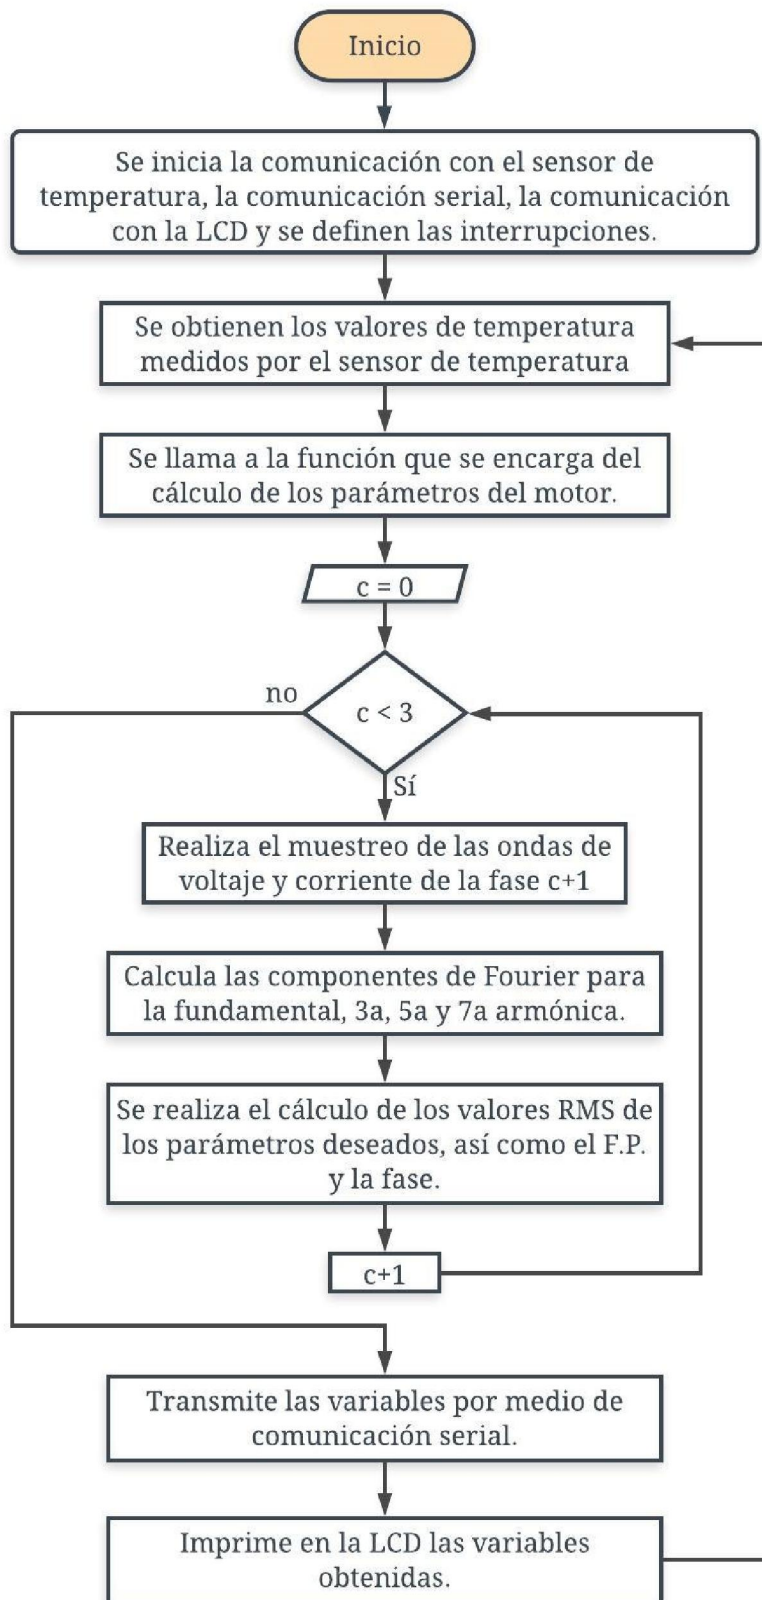 Inicio
Se inicia la comunicación con el sensor de
temperatura, la comunicación serial, la comunicación
con la LCD y se definen las interrupciones.
Se obtienen los valores de temperatura
medidos por el sensor de temperatura
Se llama a la función que se encarga del
cálculo de los parámetros del motor.
c = 0
no
c < 3
Sí
Realiza el muestreo de las ondas de
voltaje y corriente de la fase c+1
Calcula las componentes de Fourier para
la fundamental, 3a, 5a y 7a armónica.
Se realiza el cálculo de los valores RMS de
los parámetros deseados, así como el F.P.
y la fase.
c+1
Transmite las variables por medio de
comunicación serial.
Imprime en la LCD las variables
obtenidas.